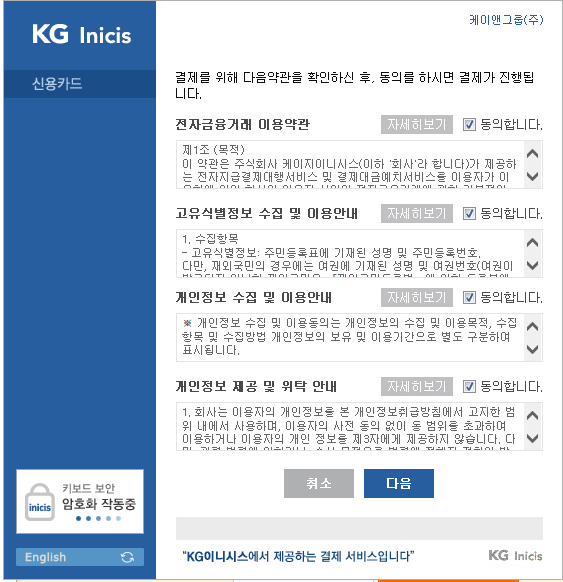 KG Inicis
케이앤그룹(주)
신용카드
결제를 위해 다음약관을 확인하신 후, 동의를 하시면 결제가 진행됩
니다.
전자금융거래 이용약관 자세히보기 동의합니다.
제1조 (목적)
이 약관은 주식회사 케이지이니시스(이하 '회사'라 합니다)가 제공하
는 전자지급결제대행서비스 및 결제대금예치서비스를 이용자가 이
고유식별정보 수집 및 이용안내 자세히보기 동의합니다.
1. 수집항목
- 고유식별정보: 주민등록표에 기재된 성명 및 주민등록번호.
다만, 재외국민의 경우에는 여권에 기재된 성명 및 여권번호(여권이
개인정보 수집 및 이용안내 자세히보기 동의합니다.
※ 개인정보 수집 및 이용동의는 개인정보의 수집 및 이용목적, 수집
항목 및 수집방법 개인정보의 보유 및 이용기간으로 별도 구분하여
표시됩니다.
개인정보 제공 및 위탁 안내 자세히보기 동의합니다.
1. 회사는 이용자의 개인정보를 본 개인정보취급방침에서 고지한 범
위 내에서 사용하며, 이용자의 사전 동의 없이 동 범위를 초과하여
이용하거나 이용자의 개인 정보를 제3자에게 제공하지 않습니다. 다
취소 다음
inicis
키보드 보안
암호화 작동중
English
"KG이니시스에서 제공하는 결제 서비스입니다"
KG Inicis